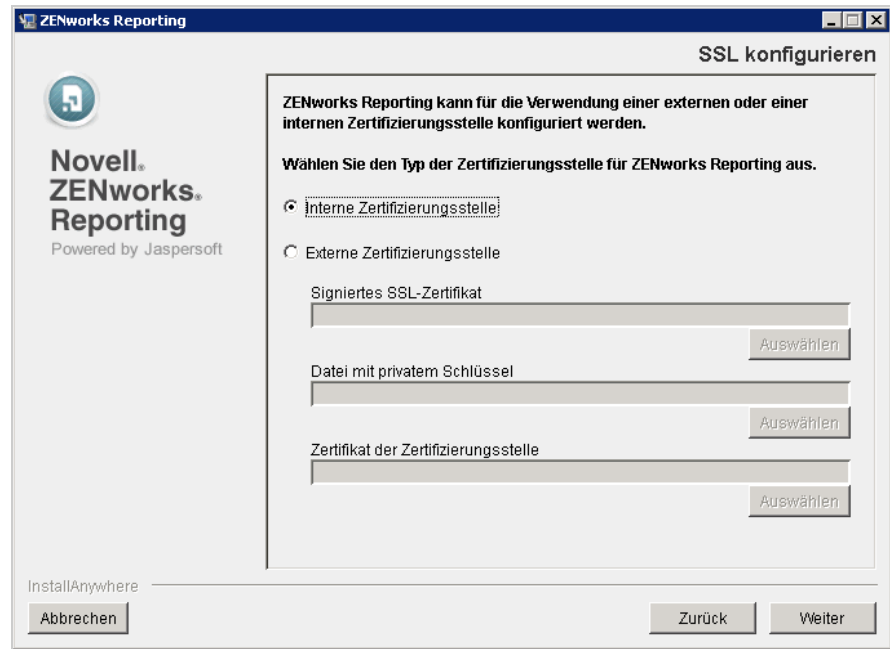 ZENworks Reporting
SSL konfigurieren
Novell®
ZENworks®
Reporting
Powered by Jaspersoft
ZENworks Reporting kann für die Verwendung einer externen oder einer
internen Zertifizierungsstelle konfiguriert werden.
Wählen Sie den Typ der Zertifizierungsstelle für ZENworks Reporting aus.
Interne Zertifizierungsstelle
Externe Zertifizierungsstelle
Signiertes SSL-Zertifikat
Auswählen
Datei mit privatem Schlüssel
Auswählen
Zertifikat der Zertifizierungsstelle
Auswählen
InstallAnywhere
Abbrechen
Zurück
Weiter